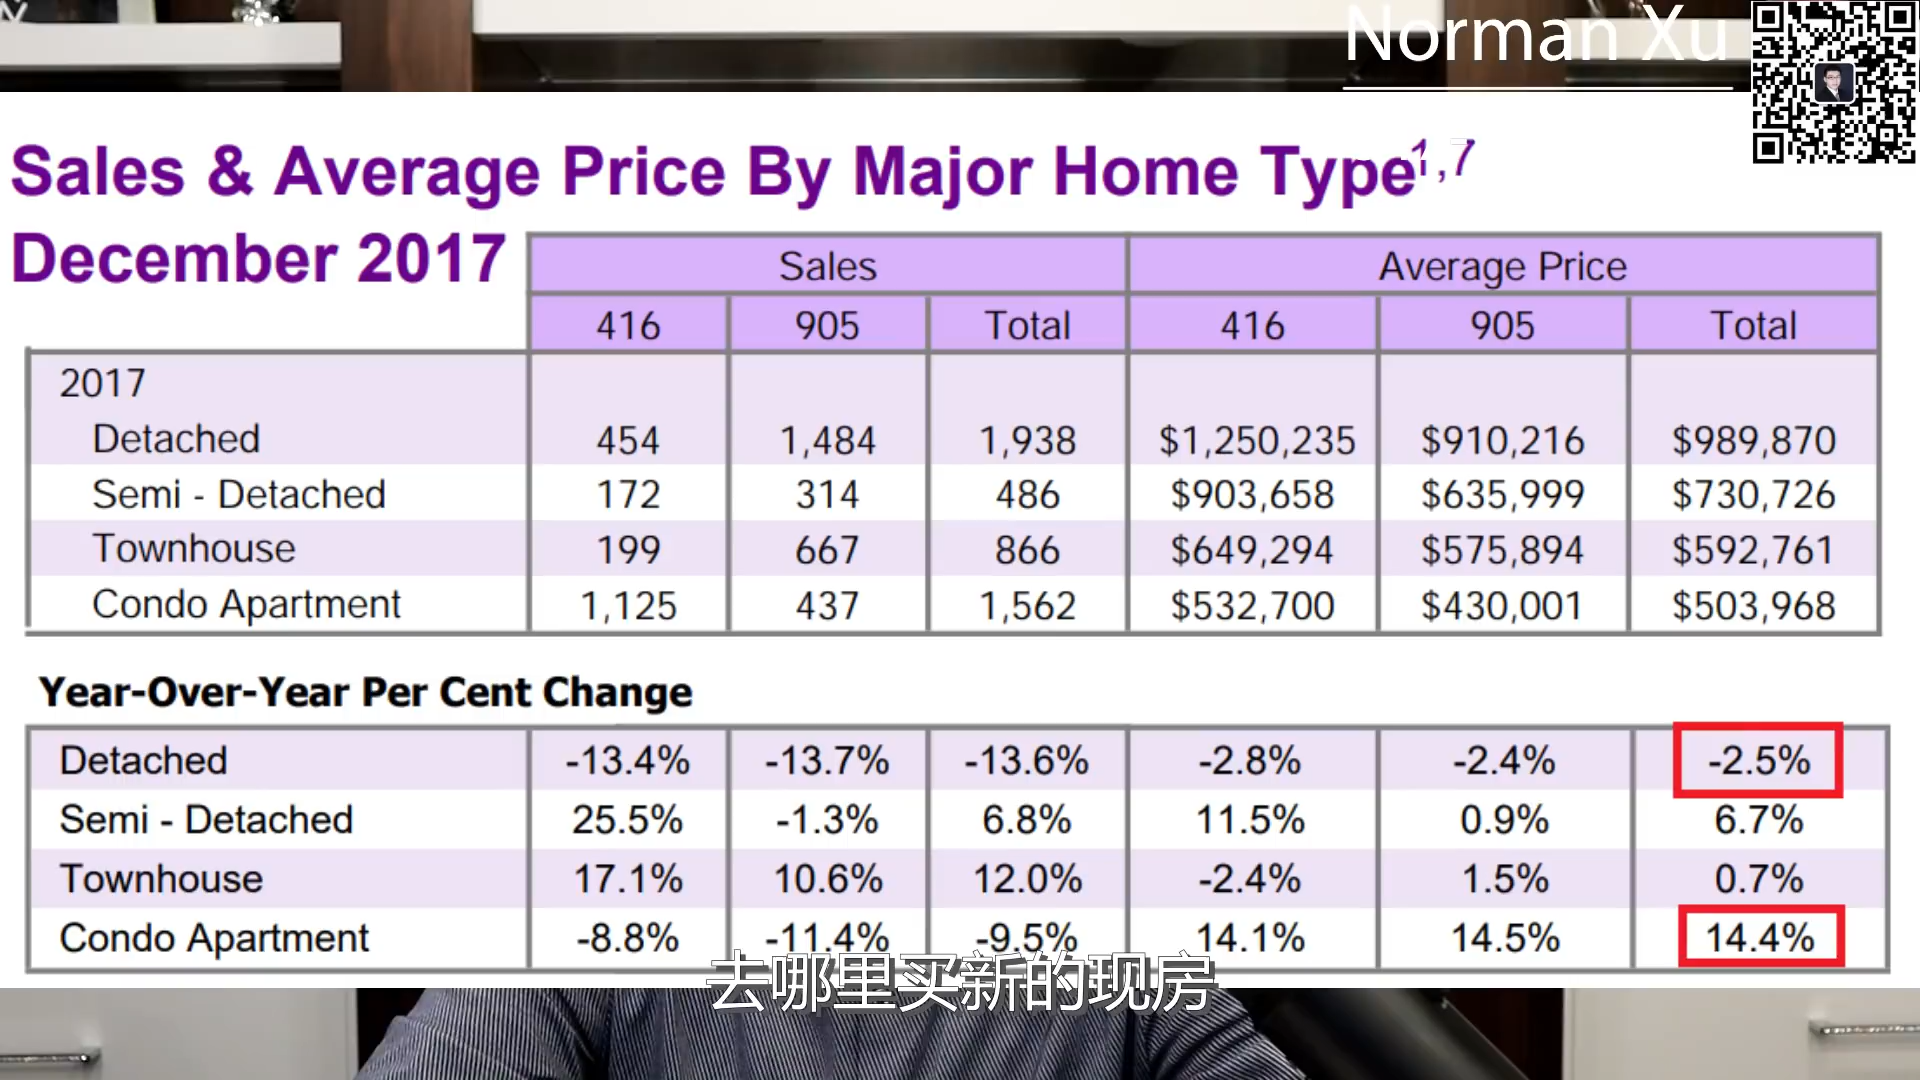 Norman Xu
Sales & Average Price By Major Home Type1,7
December 2017
Sales Average Price
416 905 Total 416 905 Total
2017
Detached 454 1,484 1,938 $1,250,235 $910,216 $989,870
Semi - Detached 172 314 486 $903,658 $635,999 $730,726
Townhouse 199 667 866 $649,294 $575,894 $592,761
Condo Apartment 1,125 437 1,562 $532,700 $430,001 $503,968
Year-Over-Year Per Cent Change
Detached -13.4% -13.7% -13.6% -2.8% -2.4% -2.5%
Semi - Detached 25.5% -1.3% 6.8% 11.5% 0.9% 6.7%
Townhouse 17.1% 10.6% 12.0% -2.4% 1.5% 0.7%
Condo Apartment -8.8% -11.4% -9.5% 14.1% 14.5% 14.4%
去哪里买新的现房